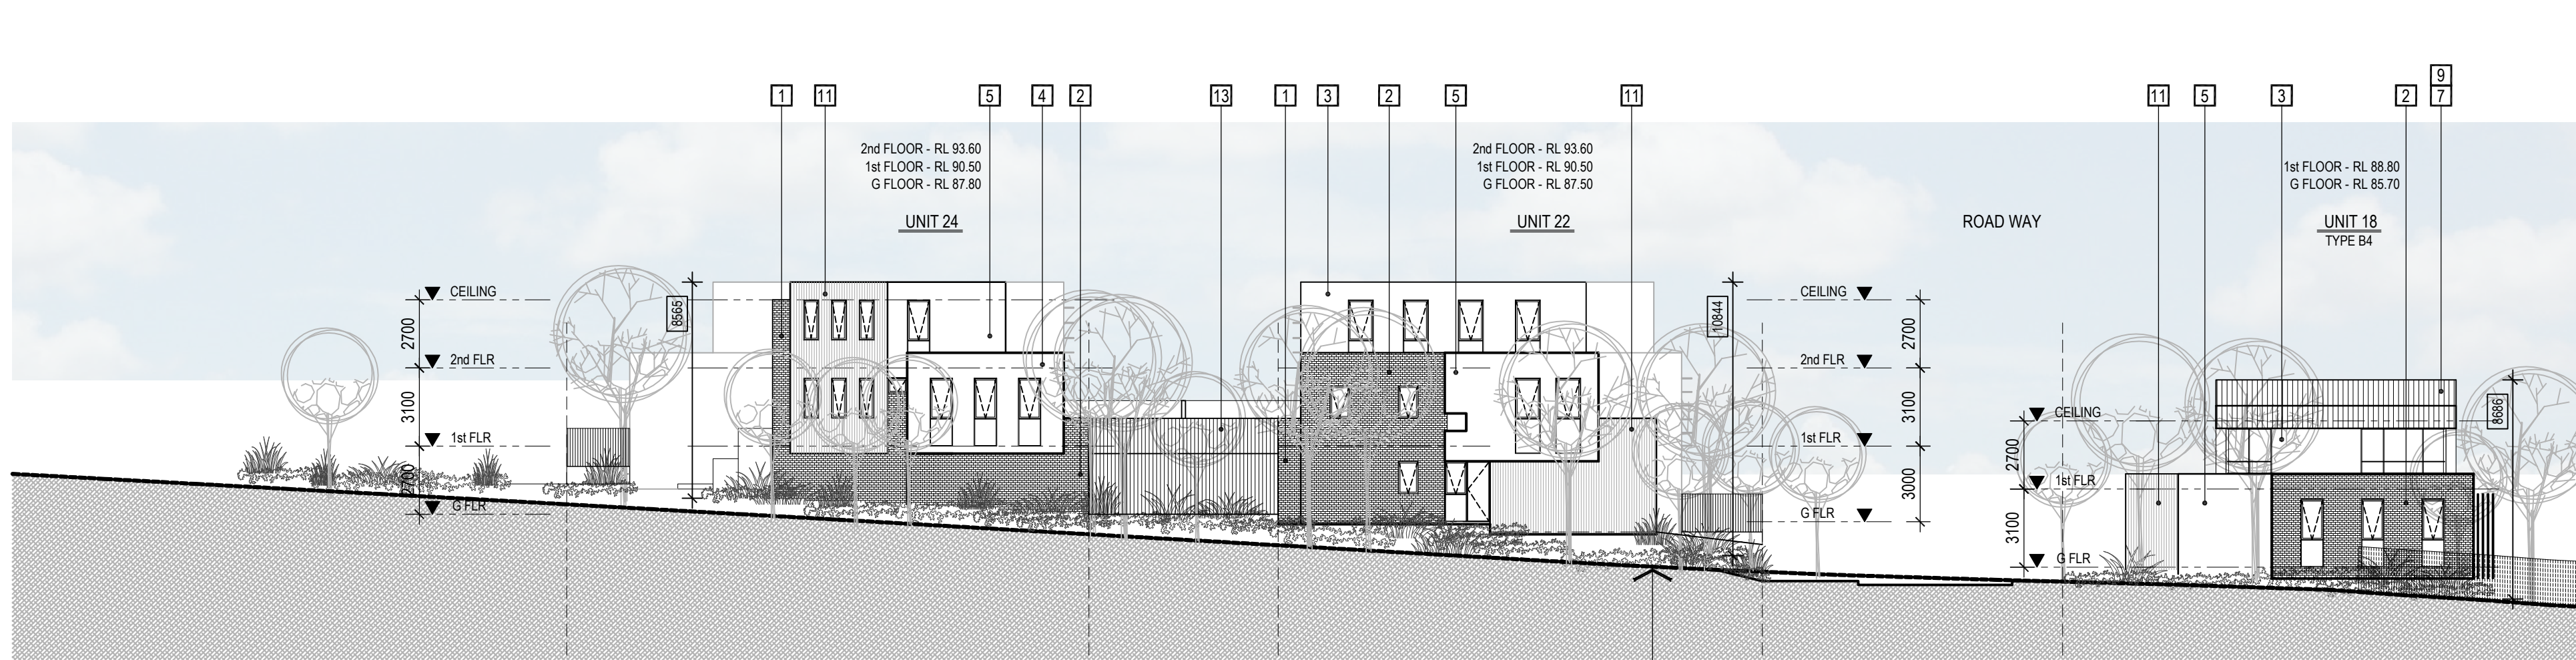 9
1 11 5 4 2 13 1 3 2 5 11 11 5 3 2 7
2nd FLOOR - RL 93.60
1st FLOOR - RL 90.50
G FLOOR - RL 87.80
UNIT 24
2nd FLOOR - RL 93.60
1st FLOOR - RL 90.50
G FLOOR - RL 87.50
UNIT 22
ROAD WAY
1st FLOOR - RL 88.80
G FLOOR - RL 85.70
UNIT 18
TYPE B4
CEILING
2700
2nd FLR
3100
1st FLR
2700
G FLR
8565
10844
CEILING
2700
2nd FLR
3100
1st FLR
3000
G FLR
CEILING
2700
1st FLR
3100
G FLR
8686